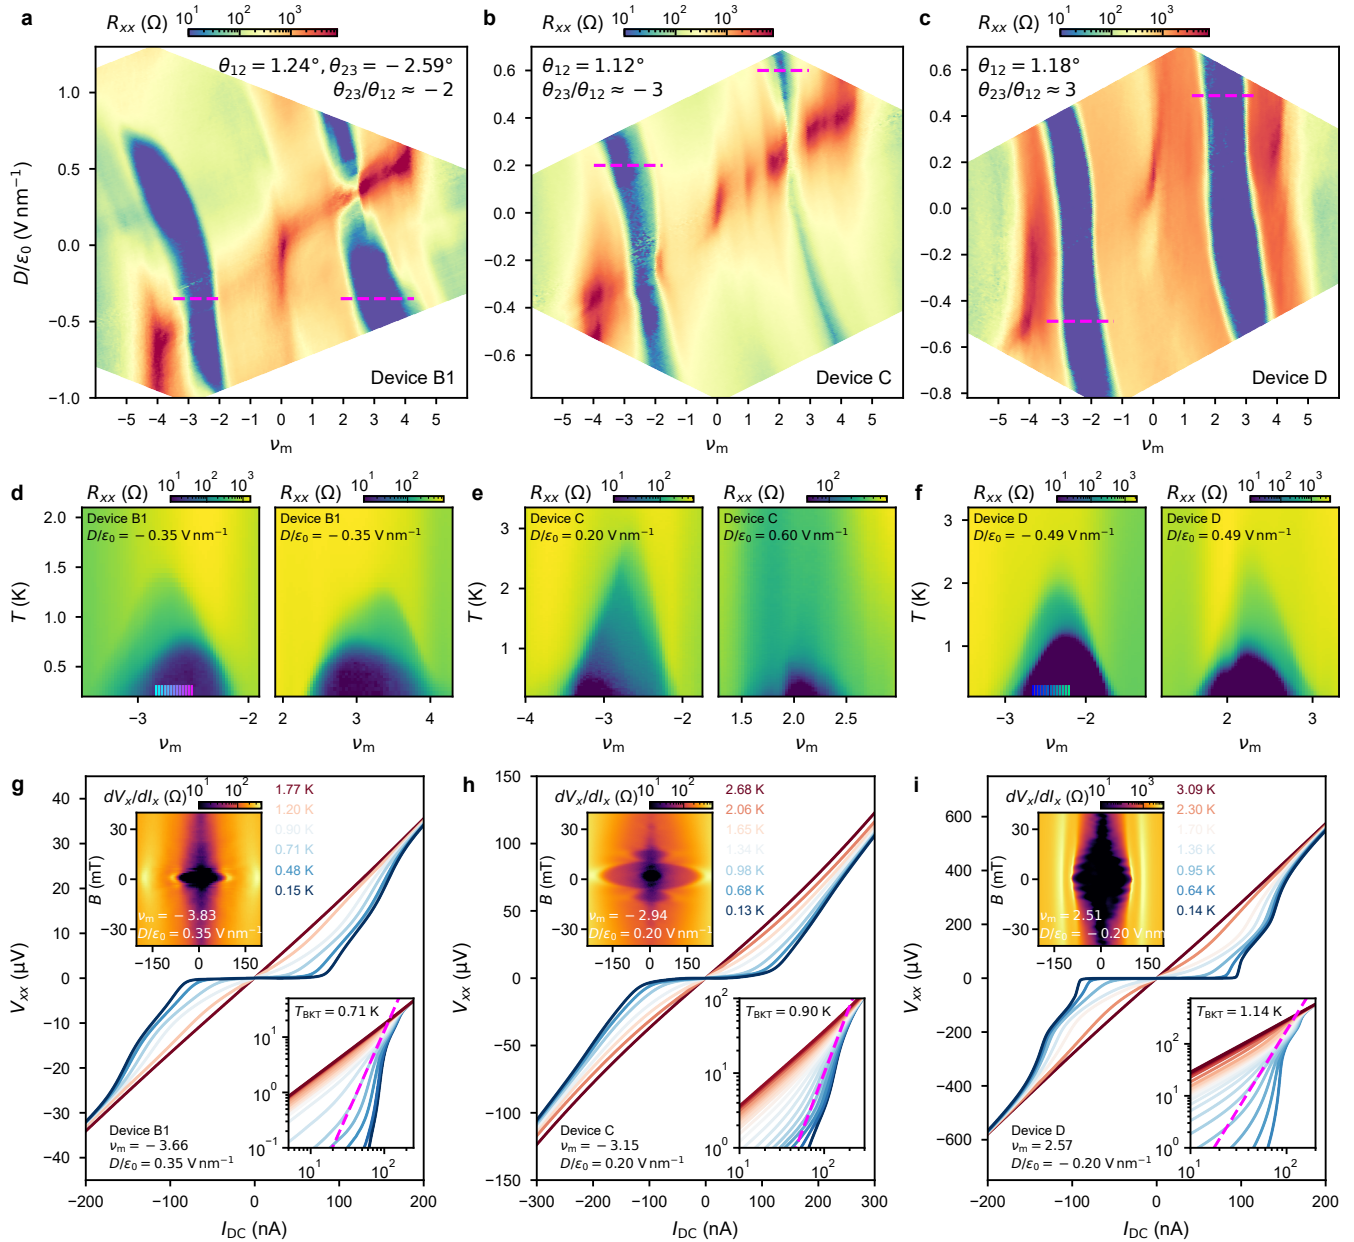 a
R_xx (Ω) 10^1 10^2 10^3
θ_12 = 1.24°, θ_23 = −2.59°
θ_23/θ_12 ≈ −2
Device B1
D/ε_0 (V nm^−1)
1.0
0.5
0.0
−0.5
−1.0
−5 −4 −3 −2 −1 0 1 2 3 4 5
ν_m
b
R_xx (Ω) 10^1 10^2 10^3
θ_12 = 1.12°
θ_23/θ_12 ≈ −3
Device C
0.6
0.4
0.2
0.0
−0.2
−0.4
−0.6
−5 −4 −3 −2 −1 0 1 2 3 4 5
ν_m
c
R_xx (Ω) 10^1 10^2 10^3
θ_12 = 1.18°
θ_23/θ_12 ≈ 3
Device D
0.6
0.4
0.2
0.0
−0.2
−0.4
−0.6
−0.8
−5 −4 −3 −2 −1 0 1 2 3 4 5
ν_m
d
R_xx (Ω) 10^1 10^2 10^3
Device B1
D/ε_0 = −0.35 V nm^−1
T (K)
2.0
1.5
1.0
0.5
−3 −2
ν_m
R_xx (Ω) 10^1 10^2
Device B1
D/ε_0 = −0.35 V nm^−1
2 3 4
ν_m
e
R_xx (Ω) 10^1 10^2
Device C
D/ε_0 = 0.20 V nm^−1
T (K)
3
2
1
−4 −3 −2
ν_m
R_xx (Ω) 10^2
Device C
D/ε_0 = 0.60 V nm^−1
1.5 2.0 2.5
ν_m
f
R_xx (Ω) 10^1 10^2 10^3
Device D
D/ε_0 = −0.49 V nm^−1
T (K)
3
2
1
−3 −2
ν_m
R_xx (Ω) 10^1 10^2 10^3
Device D
D/ε_0 = 0.49 V nm^−1
2 3
ν_m
g
V_xx (μV)
40
30
20
10
0
−10
−20
−30
−40
dV_x/dI_x (Ω) 10^1 10^2
B (mT)
30
0
−30
ν_m = −3.83
D/ε_0 = 0.35 V nm^−1
−150 0 150
1.77 K
1.20 K
0.90 K
0.71 K
0.48 K
0.15 K
T_BKT = 0.71 K
10^1
10^0
10^−1
10^1 10^2
Device B1
ν_m = −3.66
D/ε_0 = 0.35 V nm^−1
−200 −100 0 100 200
I_DC (nA)
h
V_xx (μV)
150
100
50
0
−50
−100
−150
dV_x/dI_x (Ω) 10^1 10^2
B (mT)
30
0
−30
ν_m = −2.94
D/ε_0 = 0.20 V nm^−1
−150 0 150
2.68 K
2.06 K
1.65 K
1.34 K
0.98 K
0.68 K
0.13 K
T_BKT = 0.90 K
10^2
10^1
10^0
10^1 10^2
Device C
ν_m = −3.15
D/ε_0 = 0.20 V nm^−1
−300 −200 −100 0 100 200 300
I_DC (nA)
i
V_xx (μV)
600
400
200
0
−200
−400
−600
dV_x/dI_x (Ω) 10^1 10^3
B (mT)
30
0
−30
ν_m = 2.51
D/ε_0 = −0.20 V nm
−150 0 150
3.09 K
2.30 K
1.70 K
1.36 K
0.95 K
0.64 K
0.14 K
T_BKT = 1.14 K
10^2
10^1
10^0
10^1 10^2
Device D
ν_m = 2.57
D/ε_0 = −0.20 V nm^−1
−200 −100 0 100 200
I_DC (nA)